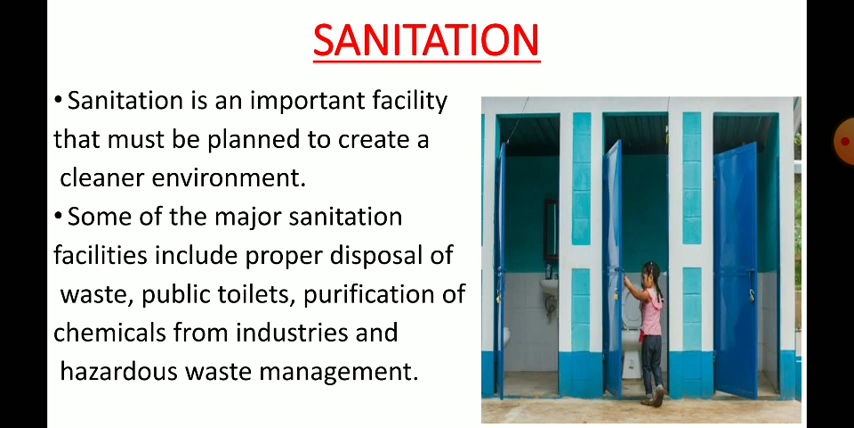 SANITATION
• Sanitation is an important facility
that must be planned to create a
cleaner environment.
• Some of the major sanitation
facilities include proper disposal of
waste, public toilets, purification of
chemicals from industries and
hazardous waste management.